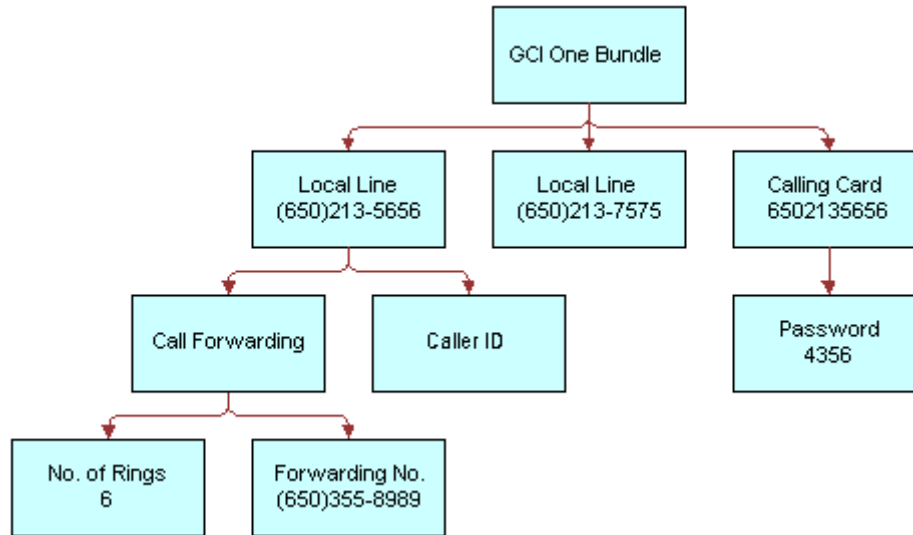 GCI One Bundle
Local Line
(650)213-5656
Local Line
(650)213-7575
Calling Card
6502135656
Call Forwarding
Caller ID
Password
4356
No. of Rings
6
Forwarding No.
(650)355-8989